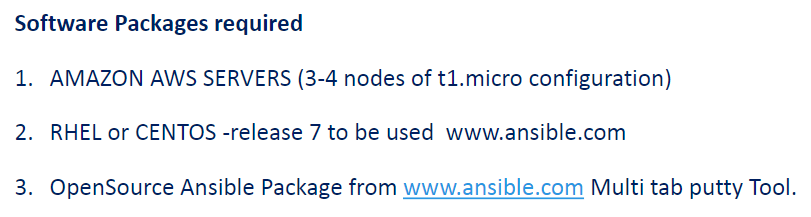 Software Packages required
1. AMAZON AWS SERVERS (3-4 nodes of t1.micro configuration)
2. RHEL or CENTOS -release 7 to be used  www.ansible.com
3. OpenSource Ansible Package from www.ansible.com Multi tab putty Tool.